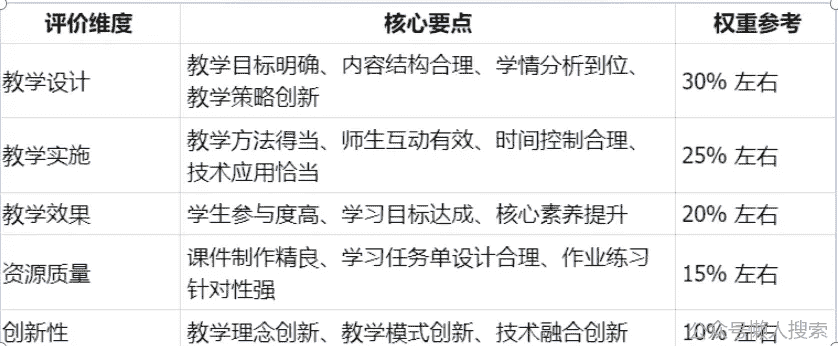 评价维度 核心要点 权重参考
教学设计 教学目标明确、内容结构合理、学情分析到位、
教学策略创新 30% 左右
教学实施 教学方法得当、师生互动有效、时间控制合理、
技术应用恰当 25% 左右
教学效果 学生参与度高、学习目标达成、核心素养提升 20% 左右
资源质量 课件制作精良、学习任务单设计合理、作业练习
针对性强 15% 左右
创新性 教学理念创新、教学模式创新、技术融合创新 10% 左右
公众号懒人搜索